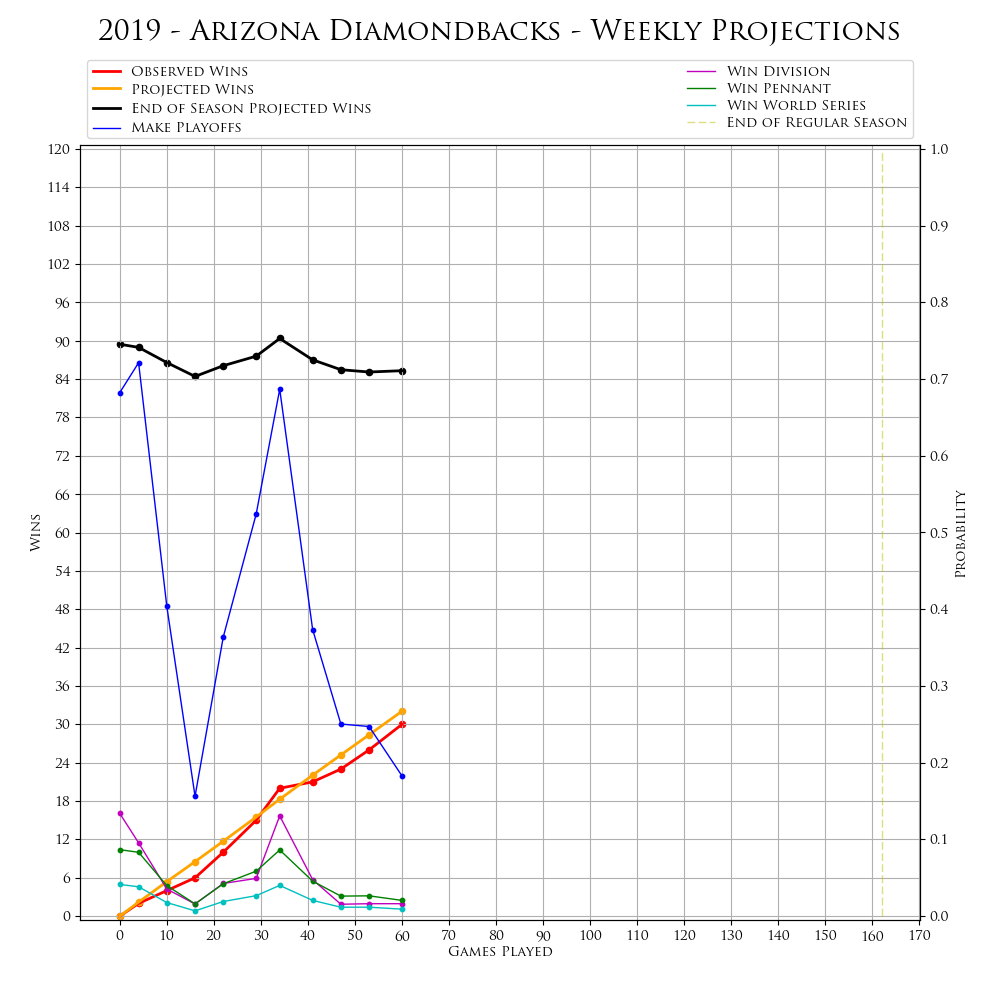 2019 - Arizona Diamondbacks - Weekly Projections
Observed Wins
Projected Wins
End of Season Projected Wins
Make Playoffs
Win Division
Win Pennant
Win World Series
End of Regular Season
120
114
108
102
96
90
84
78
72
66
60
54
48
42
36
30
24
18
12
6
0
Wins
1.0
0.9
0.8
0.7
0.6
0.5
0.4
0.3
0.2
0.1
0.0
Probability
0 10 20 30 40 50 60 70 80 90 100 110 120 130 140 150 160 170
Games Played